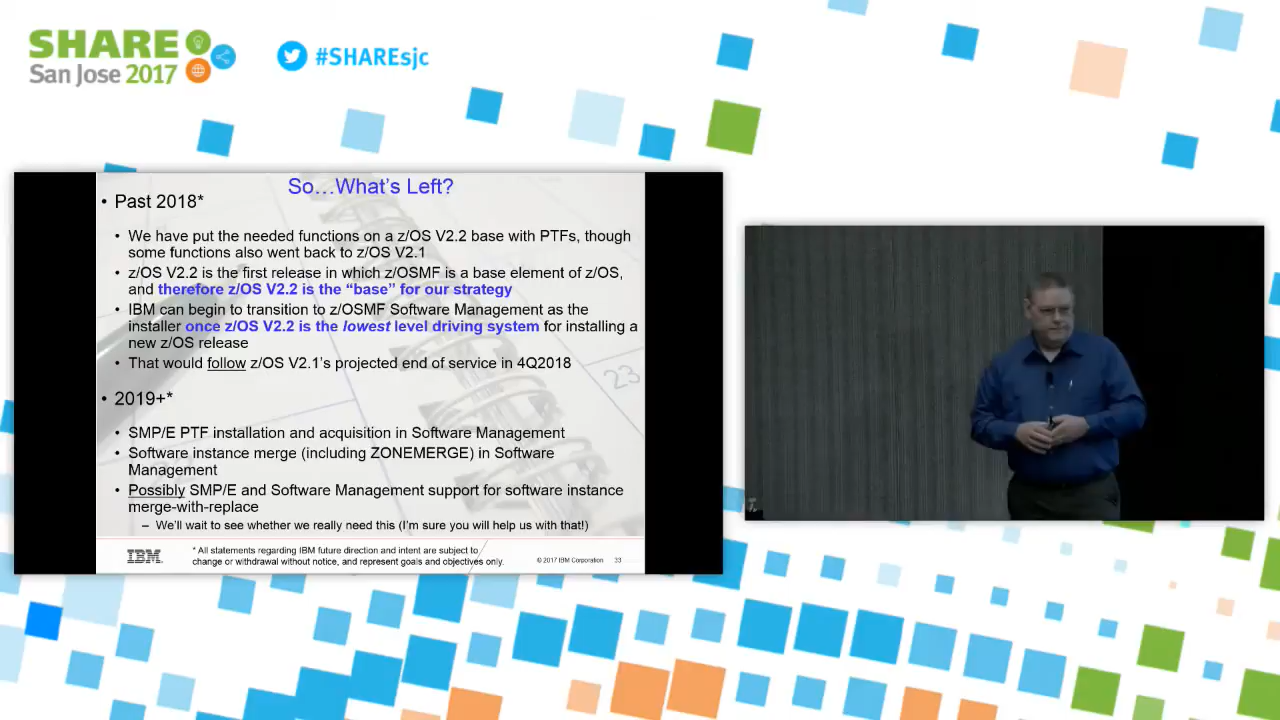 SHARE
San Jose 2017
#SHAREsjc
So…What's Left?
• Past 2018*
• We have put the needed functions on a z/OS V2.2 base with PTFs, though
some functions also went back to z/OS V2.1
• z/OS V2.2 is the first release in which z/OSMF is a base element of z/OS,
and therefore z/OS V2.2 is the “base” for our strategy
• IBM can begin to transition to z/OSMF Software Management as the
installer once z/OS V2.2 is the lowest level driving system for installing a
new z/OS release
• That would follow z/OS V2.1's projected end of service in 4Q2018
23
• 2019+*
• SMP/E PTF installation and acquisition in Software Management
• Software instance merge (including ZONEMERGE) in Software
Management
• Possibly SMP/E and Software Management support for software instance
merge-with-replace
– We'll wait to see whether we really need this (I'm sure you will help us with that!)
IBM
* All statements regarding IBM future direction and intent are subject to
change or withdrawal without notice, and represent goals and objectives only.
© 2017 IBM Corporation 33